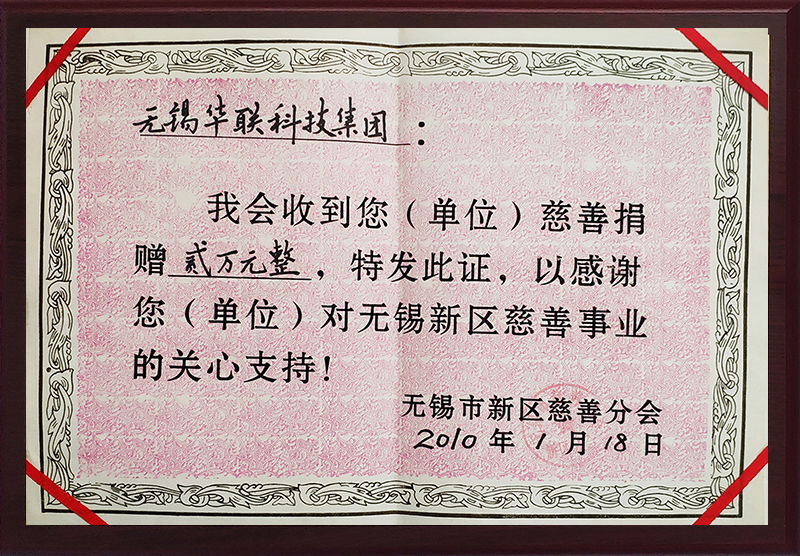 无锡华联科技集团：
我会收到您（单位）慈善捐
赠贰万元整，特发此证，以感谢
您（单位）对无锡新区慈善事业
的关心支持！
无锡市新区慈善分会
2010年1月18日